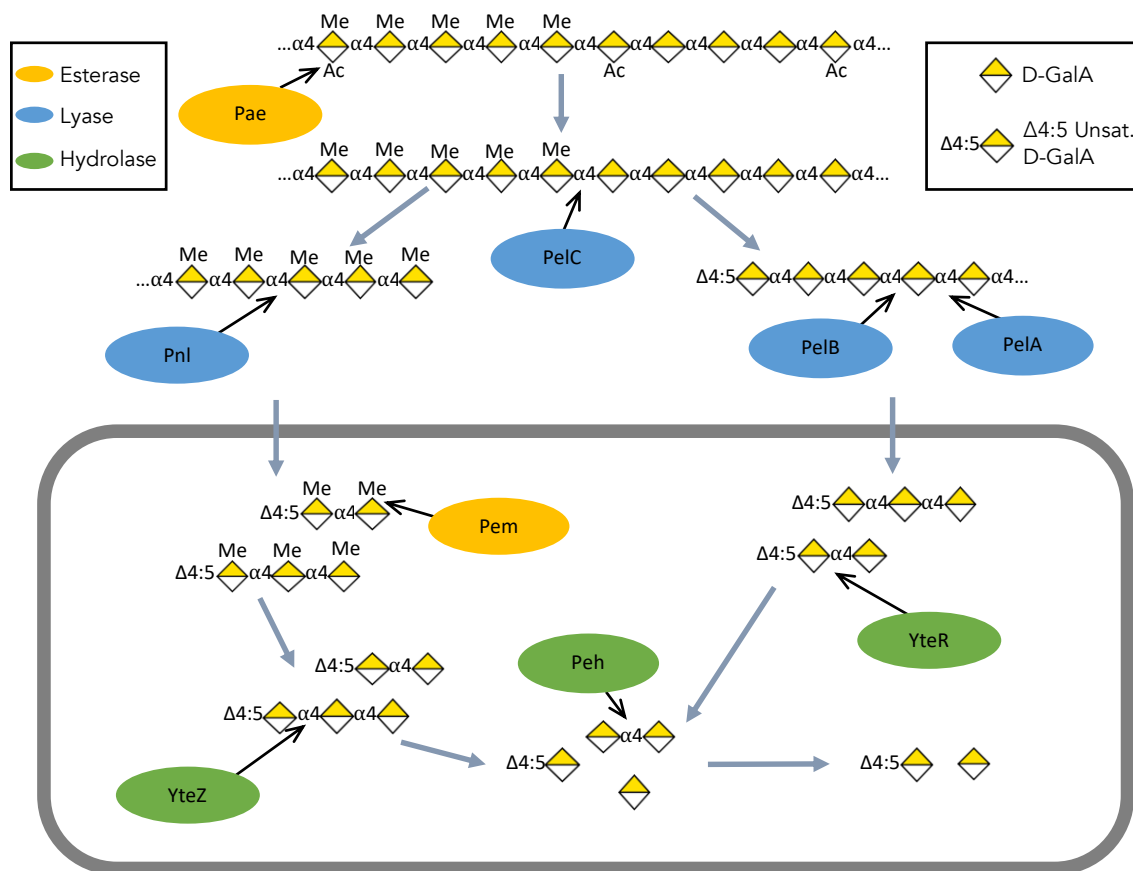 Me Me Me Me Me
...α4 α4 α4 α4 α4 α4 α4 α4 α4 α4 α4...
Ac Ac Ac
Esterase
Lyase
Hydrolase
D-GalA
Δ4:5 Δ4:5 Unsat.
D-GalA
Pae
Me Me Me Me Me
...α4 α4 α4 α4 α4 α4 α4 α4 α4 α4 α4...
PelC
Me Me Me Me Me
...α4 α4 α4 α4 α4
Δ4:5 α4 α4 α4 α4 α4...
Pnl
PelB
PelA
Me Me
Δ4:5 α4
Pem
Me Me Me
Δ4:5 α4 α4
Δ4:5 α4 α4
Δ4:5 α4
YteR
Δ4:5 α4
Peh
Δ4:5 α4 α4
α4
Δ4:5
Δ4:5
YteZ